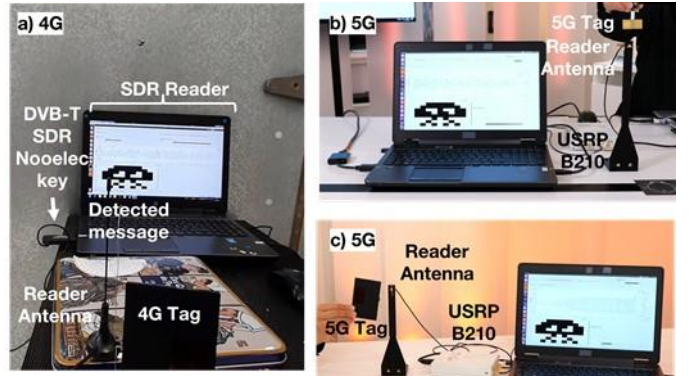 a) 4G
SDR Reader
DVB-T
SDR
Nooelec
key
Detected
message
Reader
Antenna
4G Tag
b) 5G
5G Tag
Reader
Antenna
USRP
B210
c) 5G
Reader
Antenna
5G Tag
USRP
B210